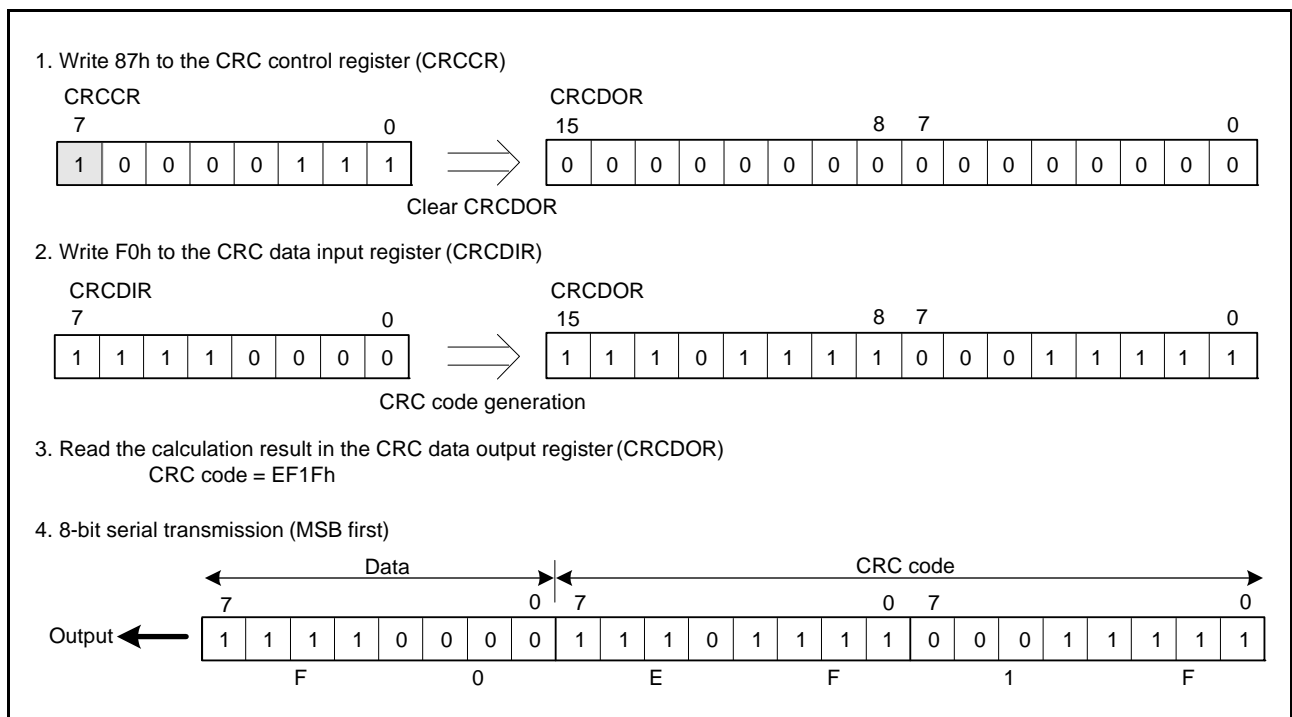 1. Write 87h to the CRC control register (CRCCR)
CRCCR CRCDOR
7 0 15 8 7 0
1 0 0 0 0 1 1 1 0 0 0 0 0 0 0 0 0 0 0 0 0 0 0 0
Clear CRCDOR
2. Write F0h to the CRC data input register (CRCDIR)
CRCDIR CRCDOR
7 0 15 8 7 0
1 1 1 1 0 0 0 0 1 1 1 0 1 1 1 1 0 0 0 1 1 1 1 1
CRC code generation
3. Read the calculation result in the CRC data output register (CRCDOR)
CRC code = EF1Fh
4. 8-bit serial transmission (MSB first)
Data CRC code
7 0 7 0 7 0
Output 1 1 1 1 0 0 0 0 1 1 1 0 1 1 1 1 0 0 0 1 1 1 1 1
F 0 E F 1 F